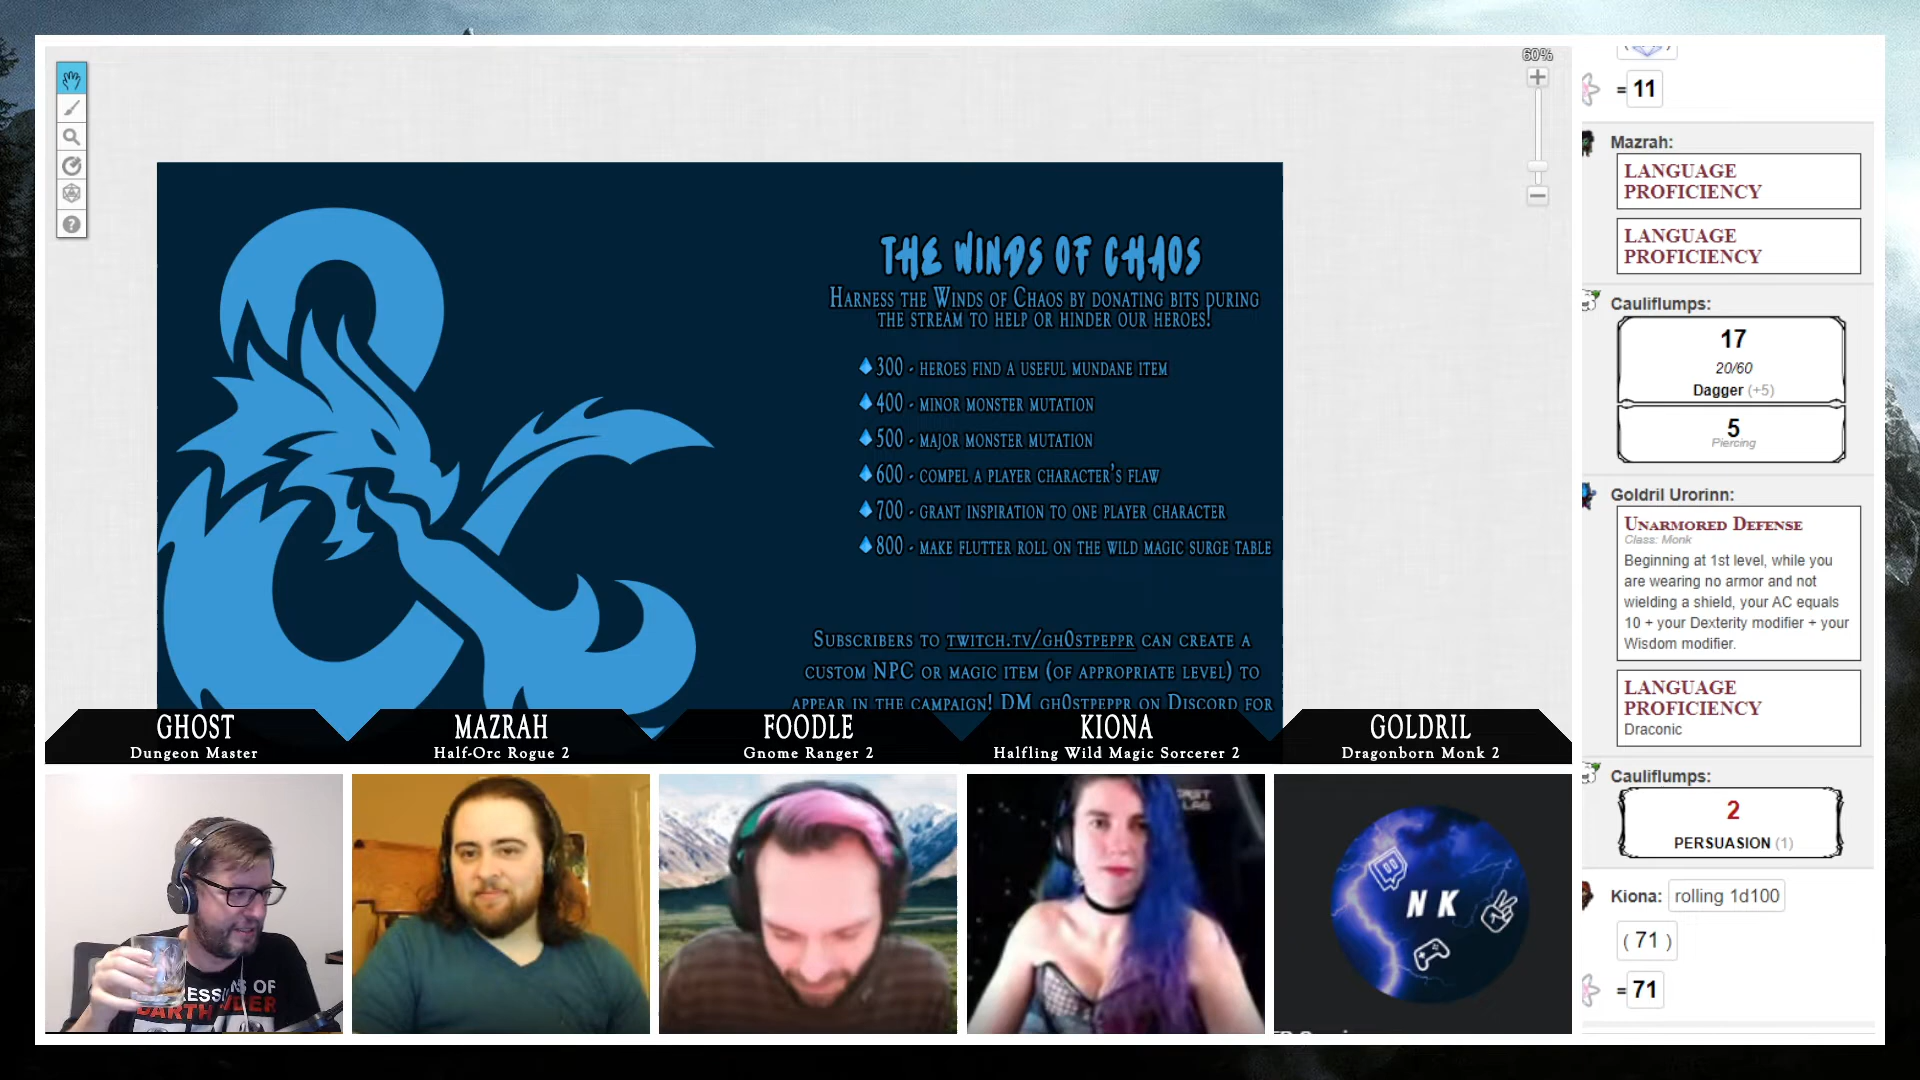 60%
THE WINDS OF CHAOS
HARNESS THE WINDS OF CHAOS BY DONATING BITS DURING
THE STREAM TO HELP OR HINDER OUR HEROES!
300 - HEROES FIND A USEFUL MUNDANE ITEM
400 - MINOR MONSTER MUTATION
500 - MAJOR MONSTER MUTATION
600 - COMPEL A PLAYER CHARACTER'S FLAW
700 - GRANT INSPIRATION TO ONE PLAYER CHARACTER
800 - MAKE FLUTTER ROLL ON THE WILD MAGIC SURGE TABLE
SUBSCRIBERS TO TWITCH.TV/GH0STPEPPR CAN CREATE A
CUSTOM NPC OR MAGIC ITEM (OF APPROPRIATE LEVEL) TO
APPEAR IN THE CAMPAIGN! DM GH0STPEPPR ON DISCORD FOR
GHOST
Dungeon Master
MAZRAH
Half-Orc Rogue 2
FOODLE
Gnome Ranger 2
KIONA
Halfling Wild Magic Sorcerer 2
GOLDRIL
Dragonborn Monk 2
OF
DARTH
N K
= 11
Mazrah:
LANGUAGE
PROFICIENCY
LANGUAGE
PROFICIENCY
Cauliflumps:
17
20/60
Dagger (+5)
5
Piercing
Goldril Urorinn:
UNARMORED DEFENSE
Class: Monk
Beginning at 1st level, while you
are wearing no armor and not
wielding a shield, your AC equals
10 + your Dexterity modifier + your
Wisdom modifier.
LANGUAGE
PROFICIENCY
Draconic
Cauliflumps:
2
PERSUASION (1)
Kiona: rolling 1d100
( 71 )
= 71